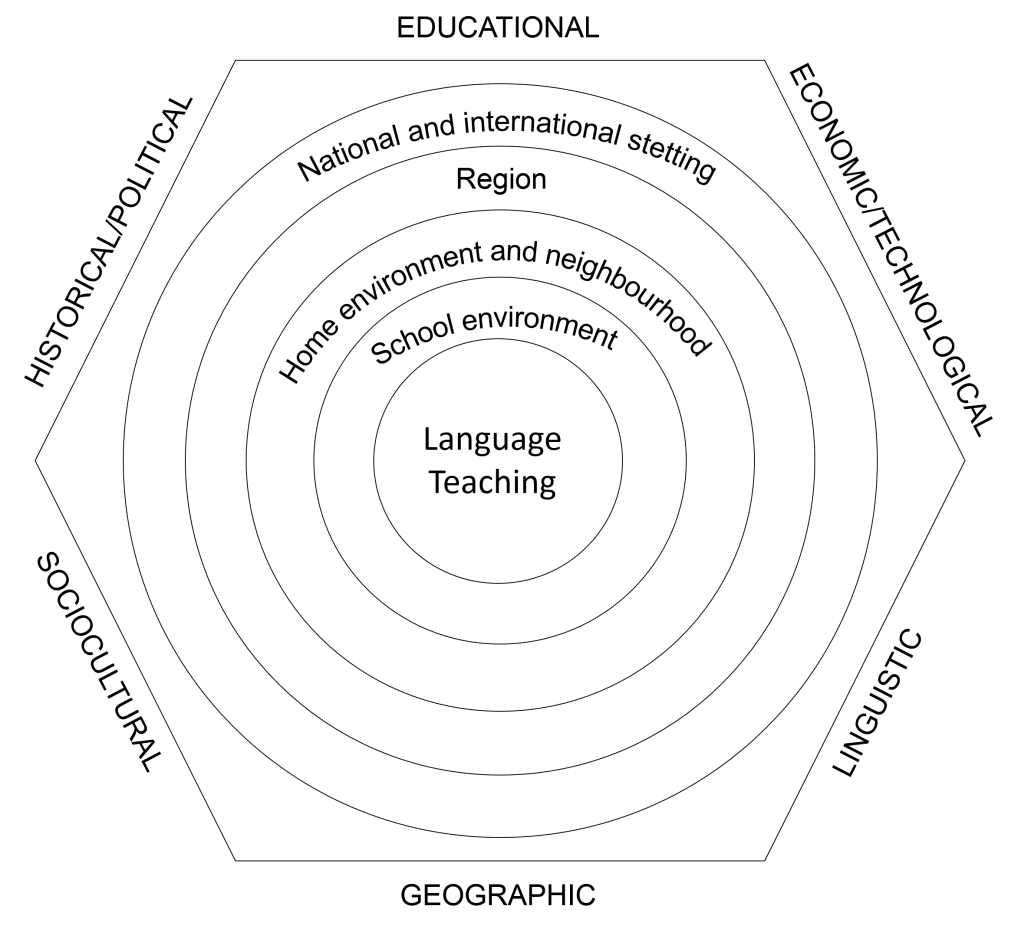 EDUCATIONAL
HISTORICAL/POLITICAL
ECONOMIC/TECHNOLOGICAL
National and international stetting
Region
Home environment and neighbourhood
School environment
Language
Teaching
SOCIOCULTURAL
LINGUISTIC
GEOGRAPHIC